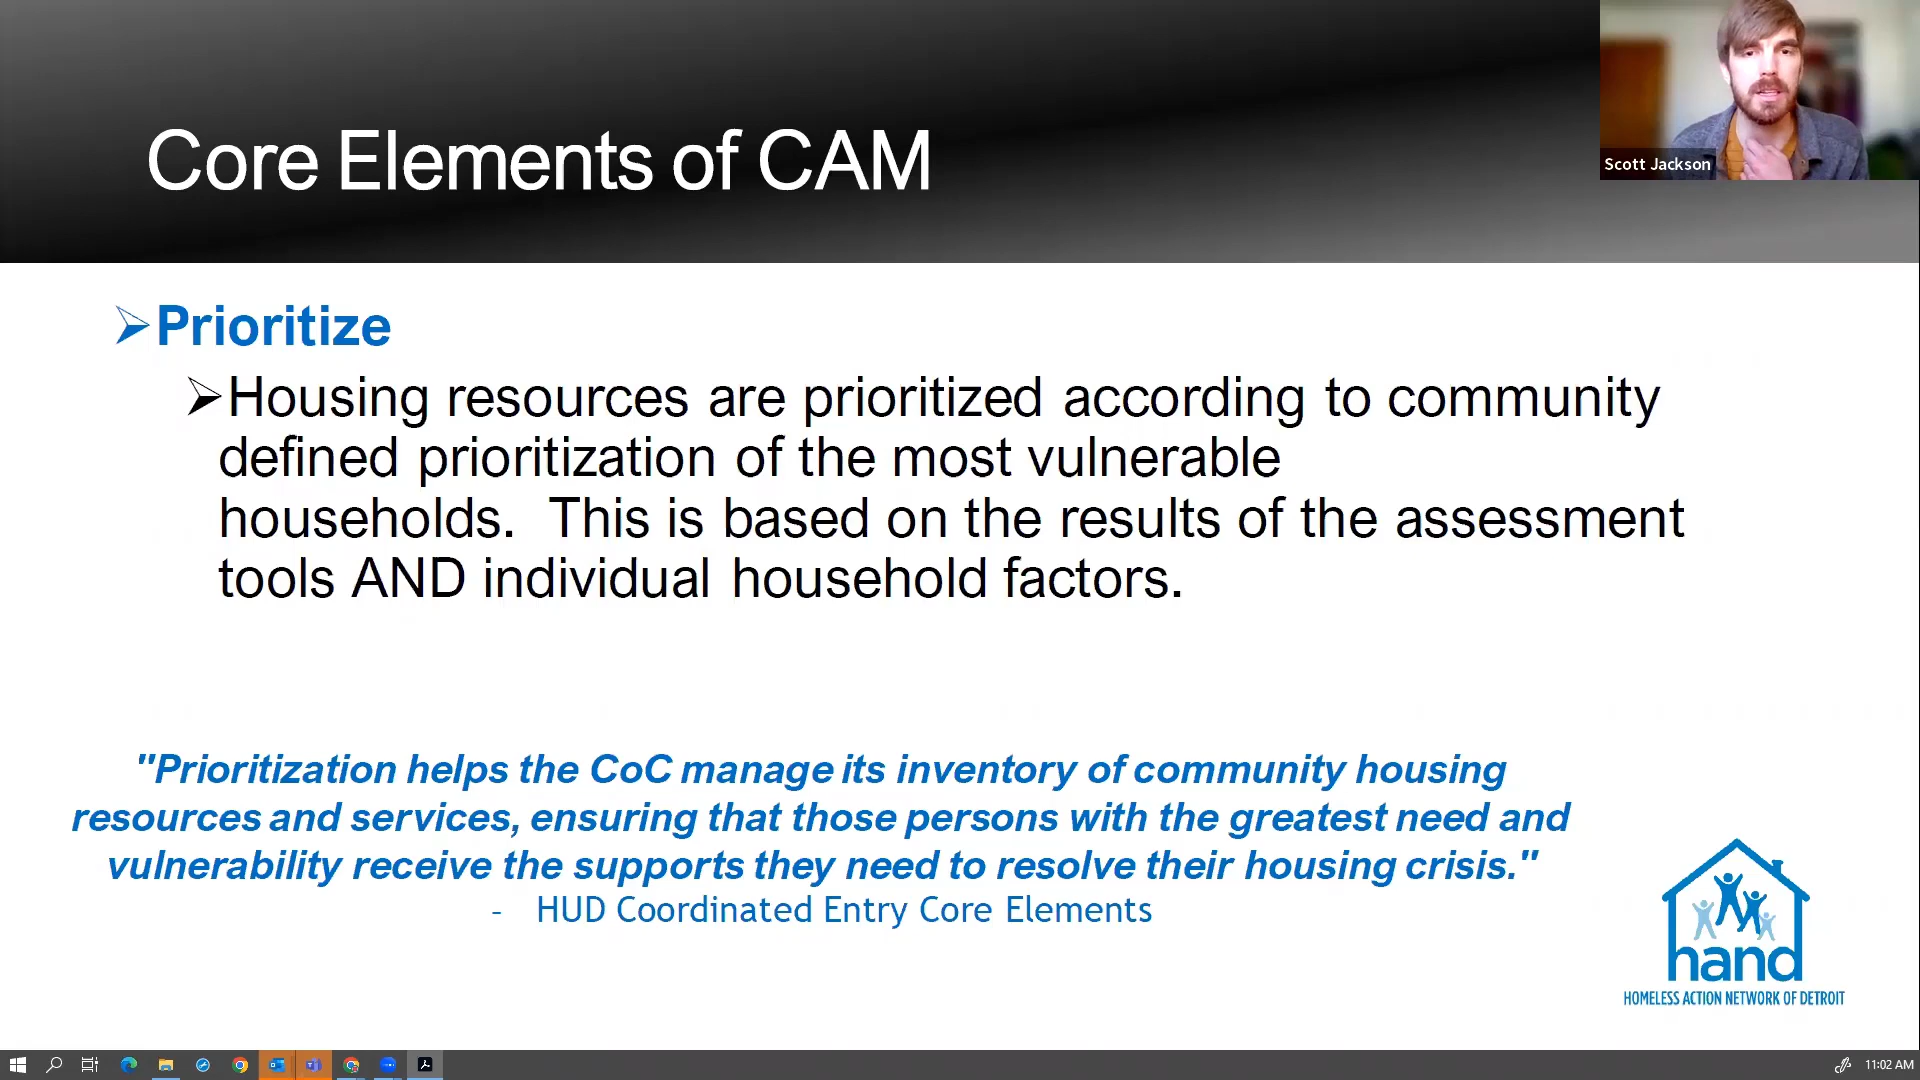 Core Elements of CAM
Scott Jackson
Prioritize
Housing resources are prioritized according to community
defined prioritization of the most vulnerable
households.  This is based on the results of the assessment
tools AND individual household factors.
"Prioritization helps the CoC manage its inventory of community housing
resources and services, ensuring that those persons with the greatest need and
vulnerability receive the supports they need to resolve their housing crisis."
- HUD Coordinated Entry Core Elements
hand
HOMELESS ACTION NETWORK OF DETROIT
11:02 AM